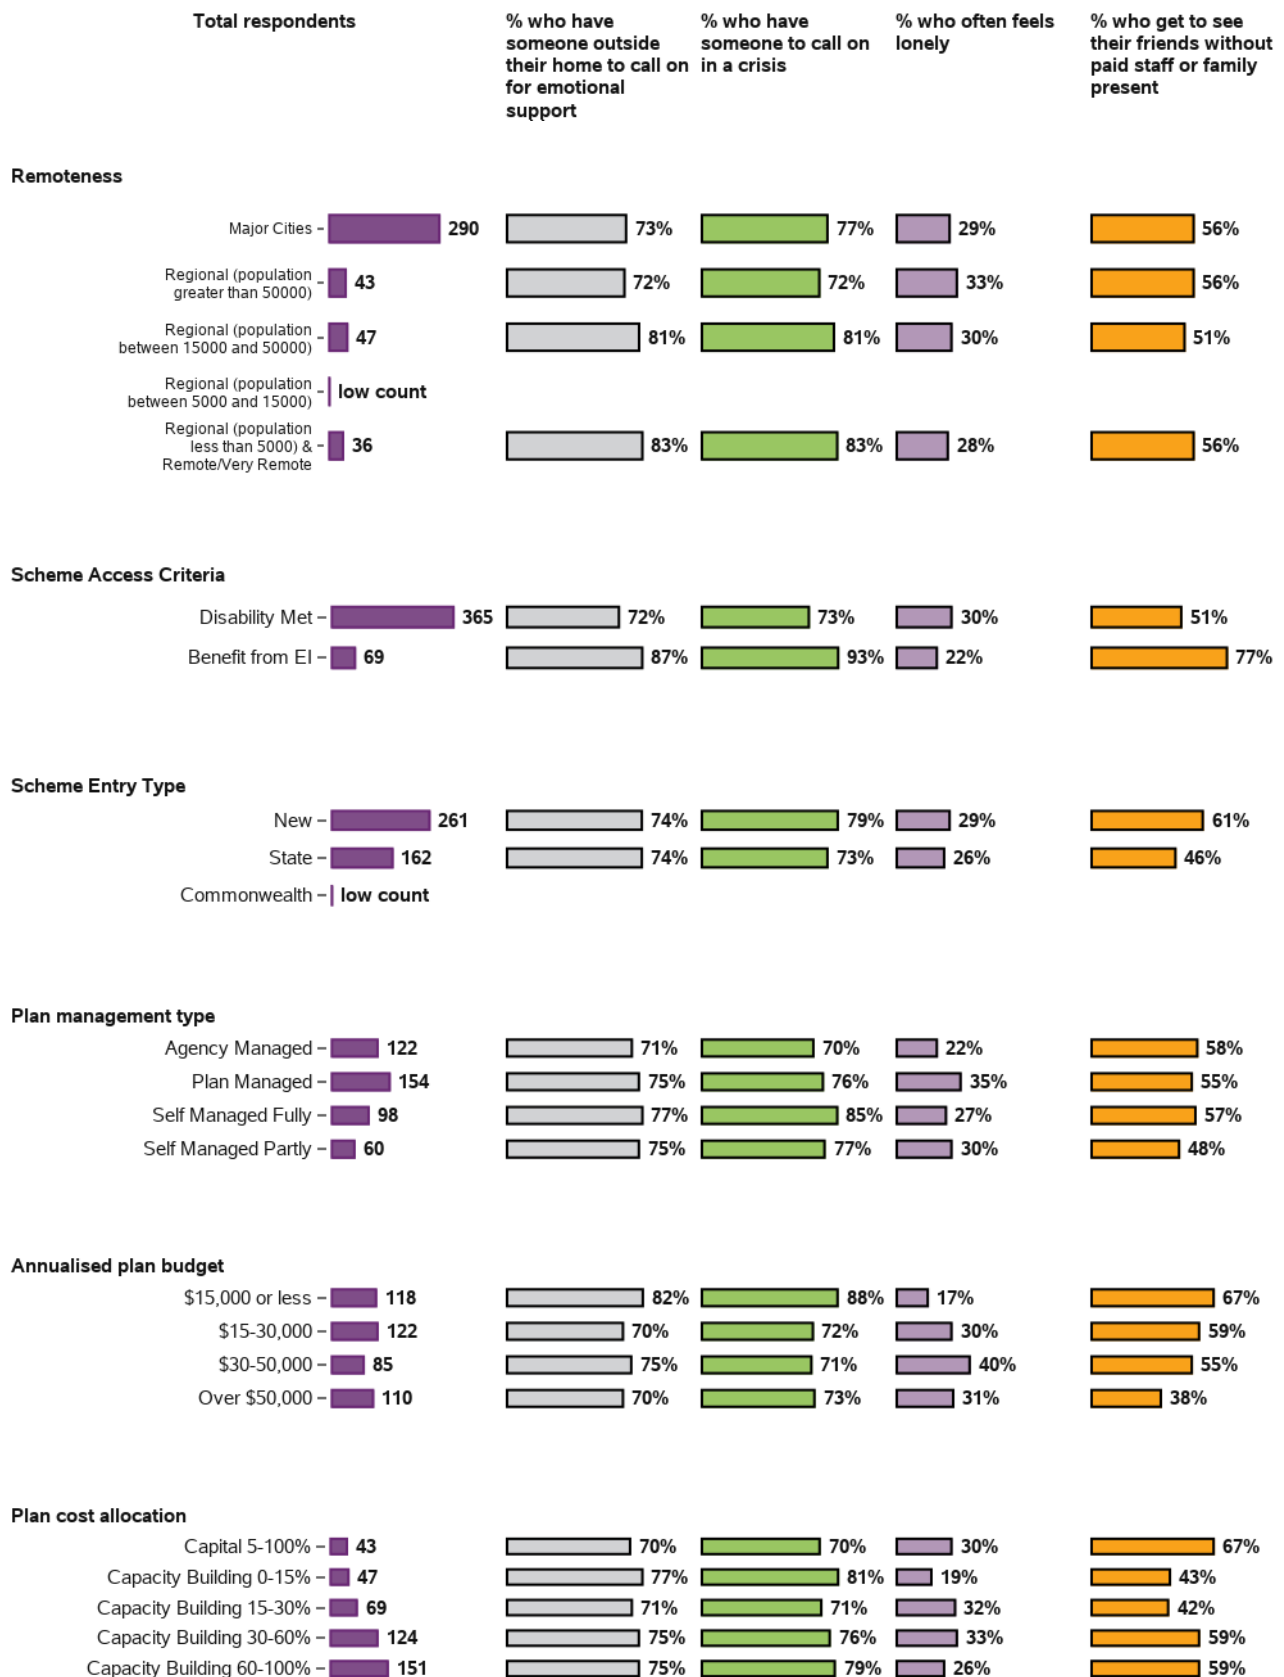 Total respondents
% who have someone outside their home to call on for emotional support
% who have someone to call on in a crisis
% who often feels lonely
% who get to see their friends without paid staff or family present
Remoteness
Major Cities 290 73% 77% 29% 56%
Regional (population greater than 50000) 43 72% 72% 33% 56%
Regional (population between 15000 and 50000) 47 81% 81% 30% 51%
Regional (population between 5000 and 15000) low count
Regional (population less than 5000) & Remote/Very Remote 36 83% 83% 28% 56%
Scheme Access Criteria
Disability Met 365 72% 73% 30% 51%
Benefit from EI 69 87% 93% 22% 77%
Scheme Entry Type
New 261 74% 79% 29% 61%
State 162 74% 73% 26% 46%
Commonwealth low count
Plan management type
Agency Managed 122 71% 70% 22% 58%
Plan Managed 154 75% 76% 35% 55%
Self Managed Fully 98 77% 85% 27% 57%
Self Managed Partly 60 75% 77% 30% 48%
Annualised plan budget
$15,000 or less 118 82% 88% 17% 67%
$15-30,000 122 70% 72% 30% 59%
$30-50,000 85 75% 71% 40% 55%
Over $50,000 110 70% 73% 31% 38%
Plan cost allocation
Capital 5-100% 43 70% 70% 30% 67%
Capacity Building 0-15% 47 77% 81% 19% 43%
Capacity Building 15-30% 69 71% 71% 32% 42%
Capacity Building 30-60% 124 75% 76% 33% 59%
Capacity Building 60-100% 151 75% 79% 26% 59%